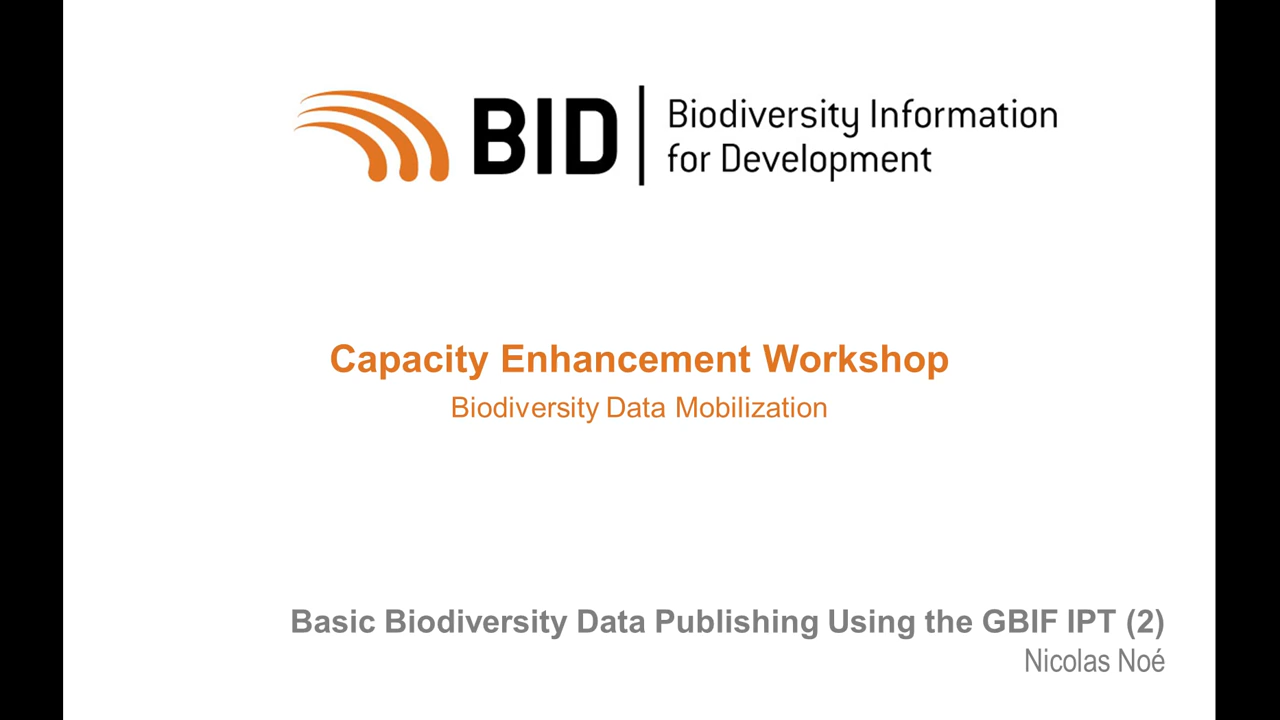 BID
Biodiversity Information
for Development
Capacity Enhancement Workshop
Biodiversity Data Mobilization
Basic Biodiversity Data Publishing Using the GBIF IPT (2)
Nicolas Noé